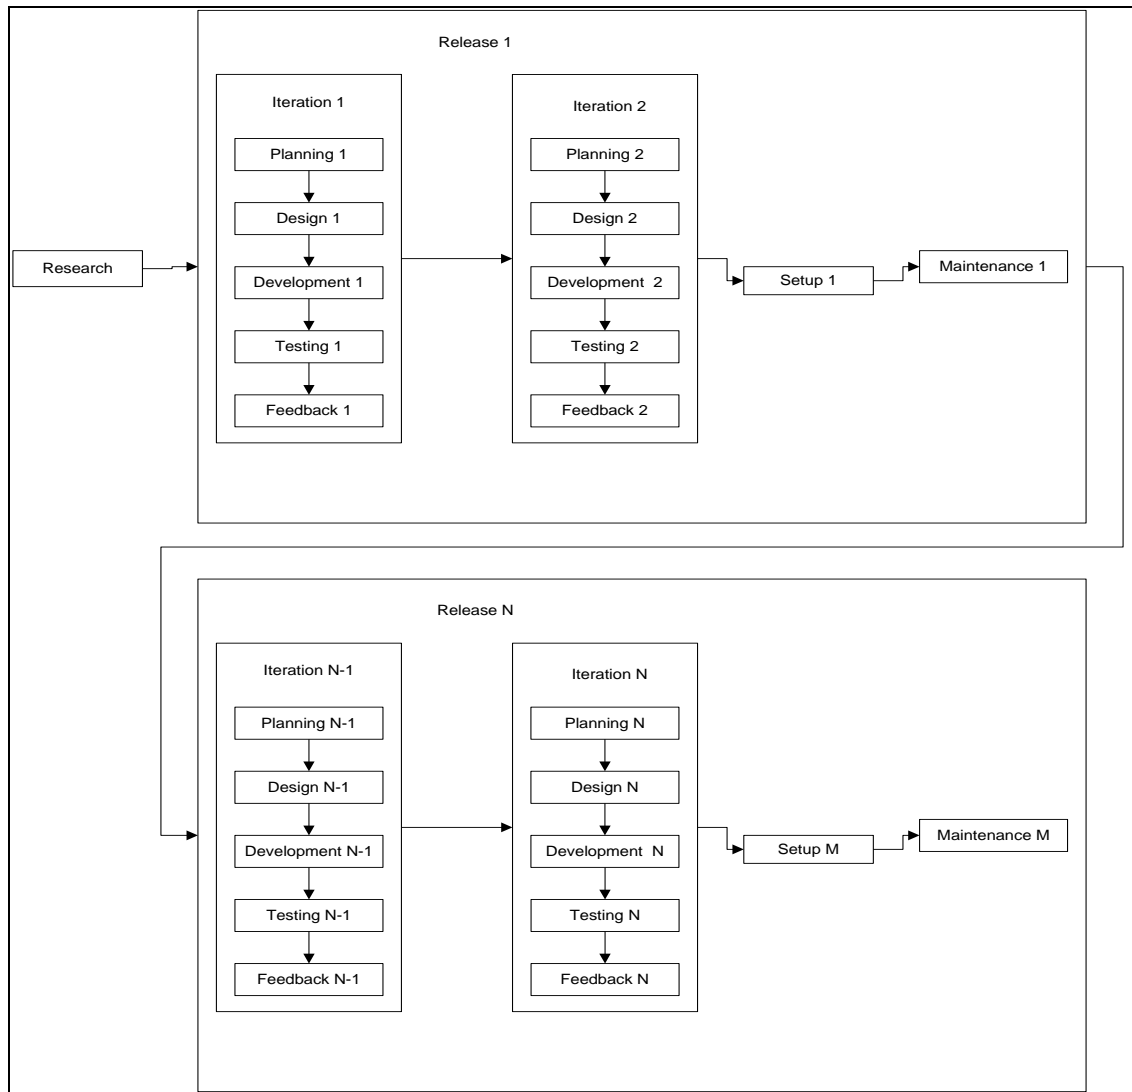 Release 1
Iteration 1
Planning 1
Design 1
Development 1
Testing 1
Feedback 1
Iteration 2
Planning 2
Design 2
Development  2
Testing 2
Feedback 2
Research
Setup 1
Maintenance 1
Release N
Iteration N-1
Planning N-1
Design N-1
Development N-1
Testing N-1
Feedback N-1
Iteration N
Planning N
Design N
Development  N
Testing N
Feedback N
Setup M
Maintenance M